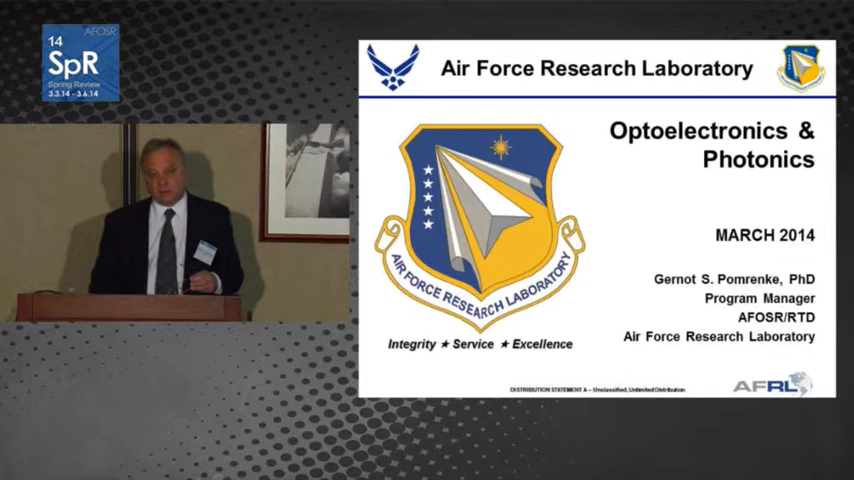 AFOSR
14
SpR
Spring Review
3.3.14 - 3.6.14
Air Force Research Laboratory
Optoelectronics &
Photonics
AIR FORCE RESEARCH LABORATORY
MARCH 2014
Gernot S. Pomrenke, PhD
Program Manager
AFOSR/RTD
Air Force Research Laboratory
Integrity ★ Service ★ Excellence
DISTRIBUTION STATEMENT A – Unclassified, Unlimited Distribution
AFRL